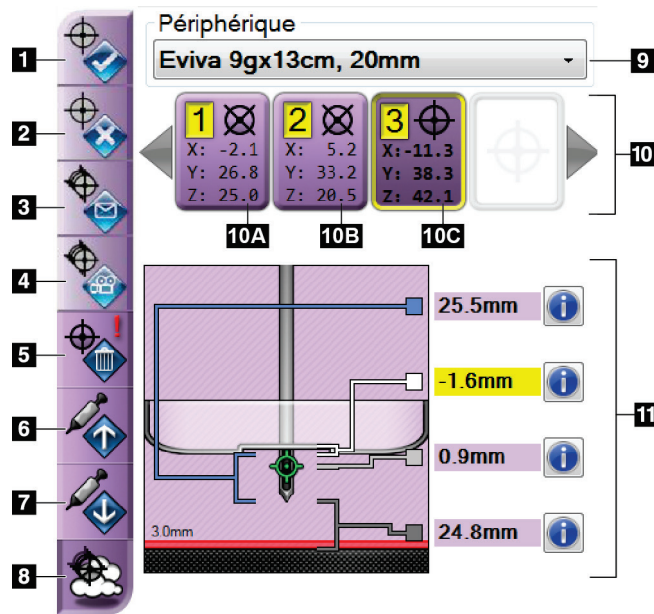 Périphérique
1
Eviva 9gx13cm, 20mm
9
2
1
X: -2.1
Y: 26.8
Z: 25.0
2
X: 5.2
Y: 33.2
Z: 20.5
3
X:-11.3
Y: 38.3
Z: 42.1
10
3
10A
10B
10C
4
25.5mm
5
!
-1.6mm
11
6
0.9mm
7
3.0mm
24.8mm
8